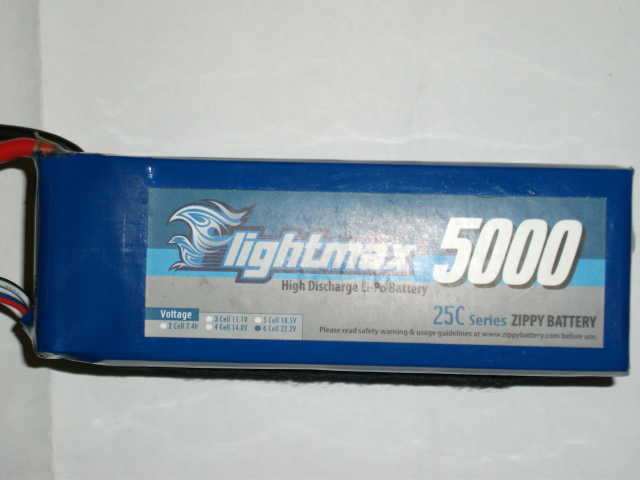 Flightmax 5000
High Discharge Li-Po Battery
25C Series ZIPPY BATTERY
Voltage
2 Cell 7.4V
3 Cell 11.1V
4 Cell 14.8V
5 Cell 18.5V
6 Cell 22.2V
Please read safety warning & usage guidelines at www.zippybattery.com before use.